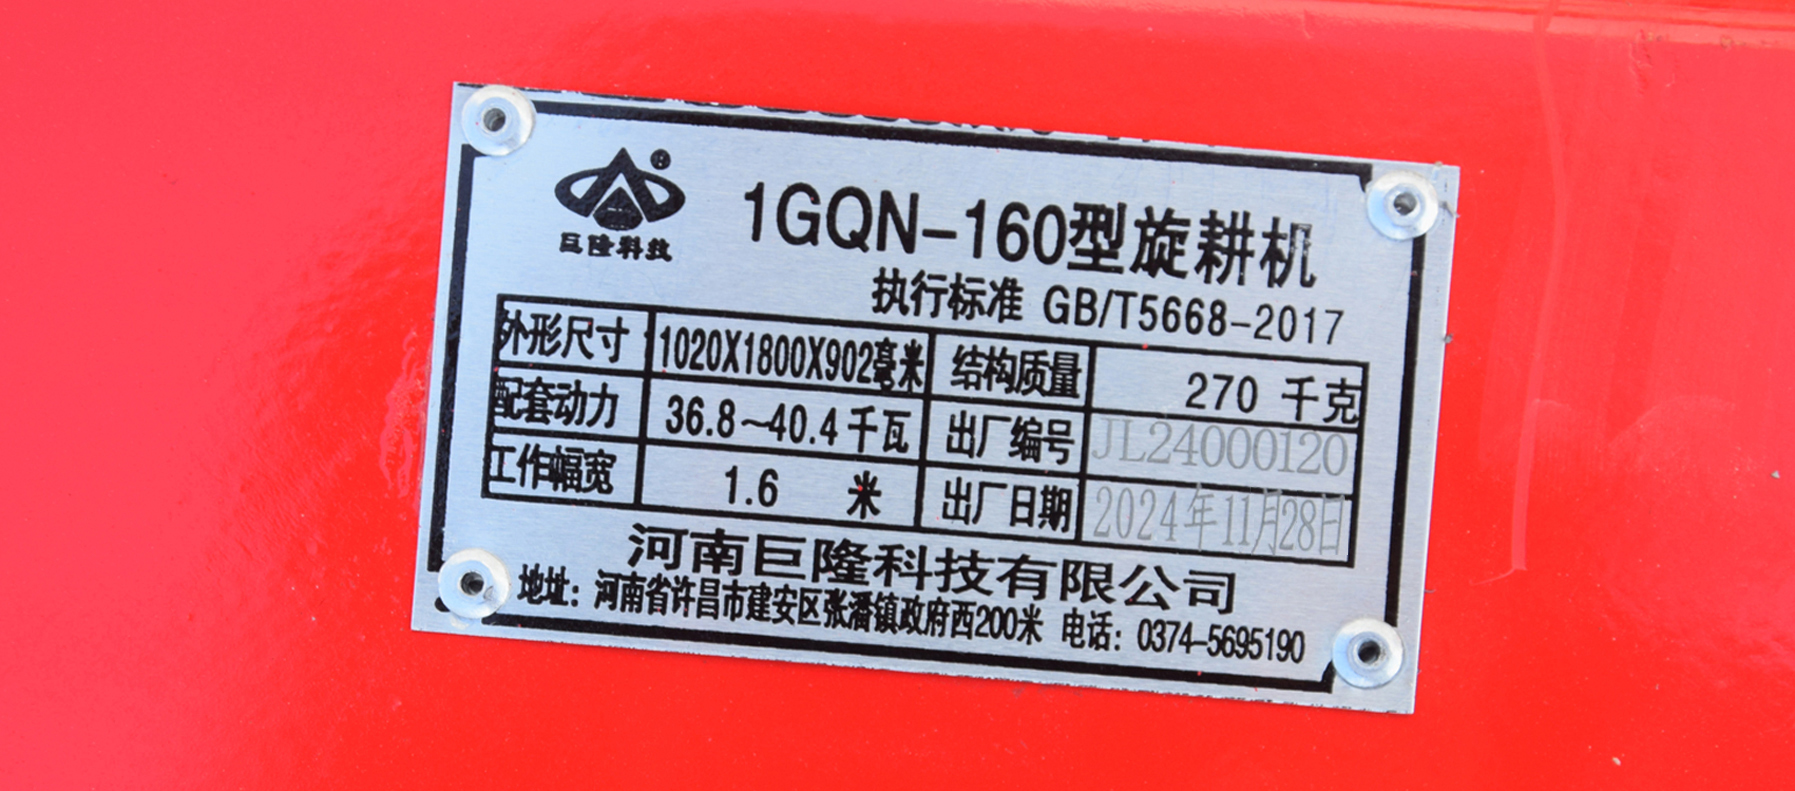 ®
巨隆科技
1GQN-160型旋耕机
执行标准 GB/T5668-2017
外形尺寸 1020X1800X902毫米 结构质量 270 千克
配套动力 36.8~40.4千瓦 出厂编号 JL24000120
工作幅宽 1.6 米 出厂日期 2024年11月28日
河南巨隆科技有限公司
地址：河南省许昌市建安区张潘镇政府西200米 电话：0374-5695190